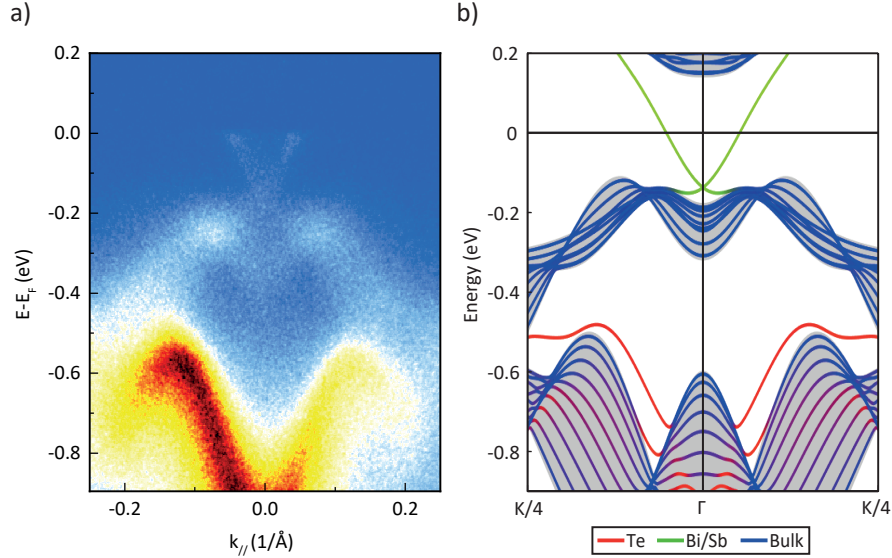 a)
b)
0.2
0.0
-0.2
-0.4
-0.6
-0.8
E-E_F (eV)
-0.2
0.0
0.2
k_// (1/Å)
0.2
0
-0.2
-0.4
-0.6
-0.8
Energy (eV)
K/4
Γ
K/4
Te
Bi/Sb
Bulk